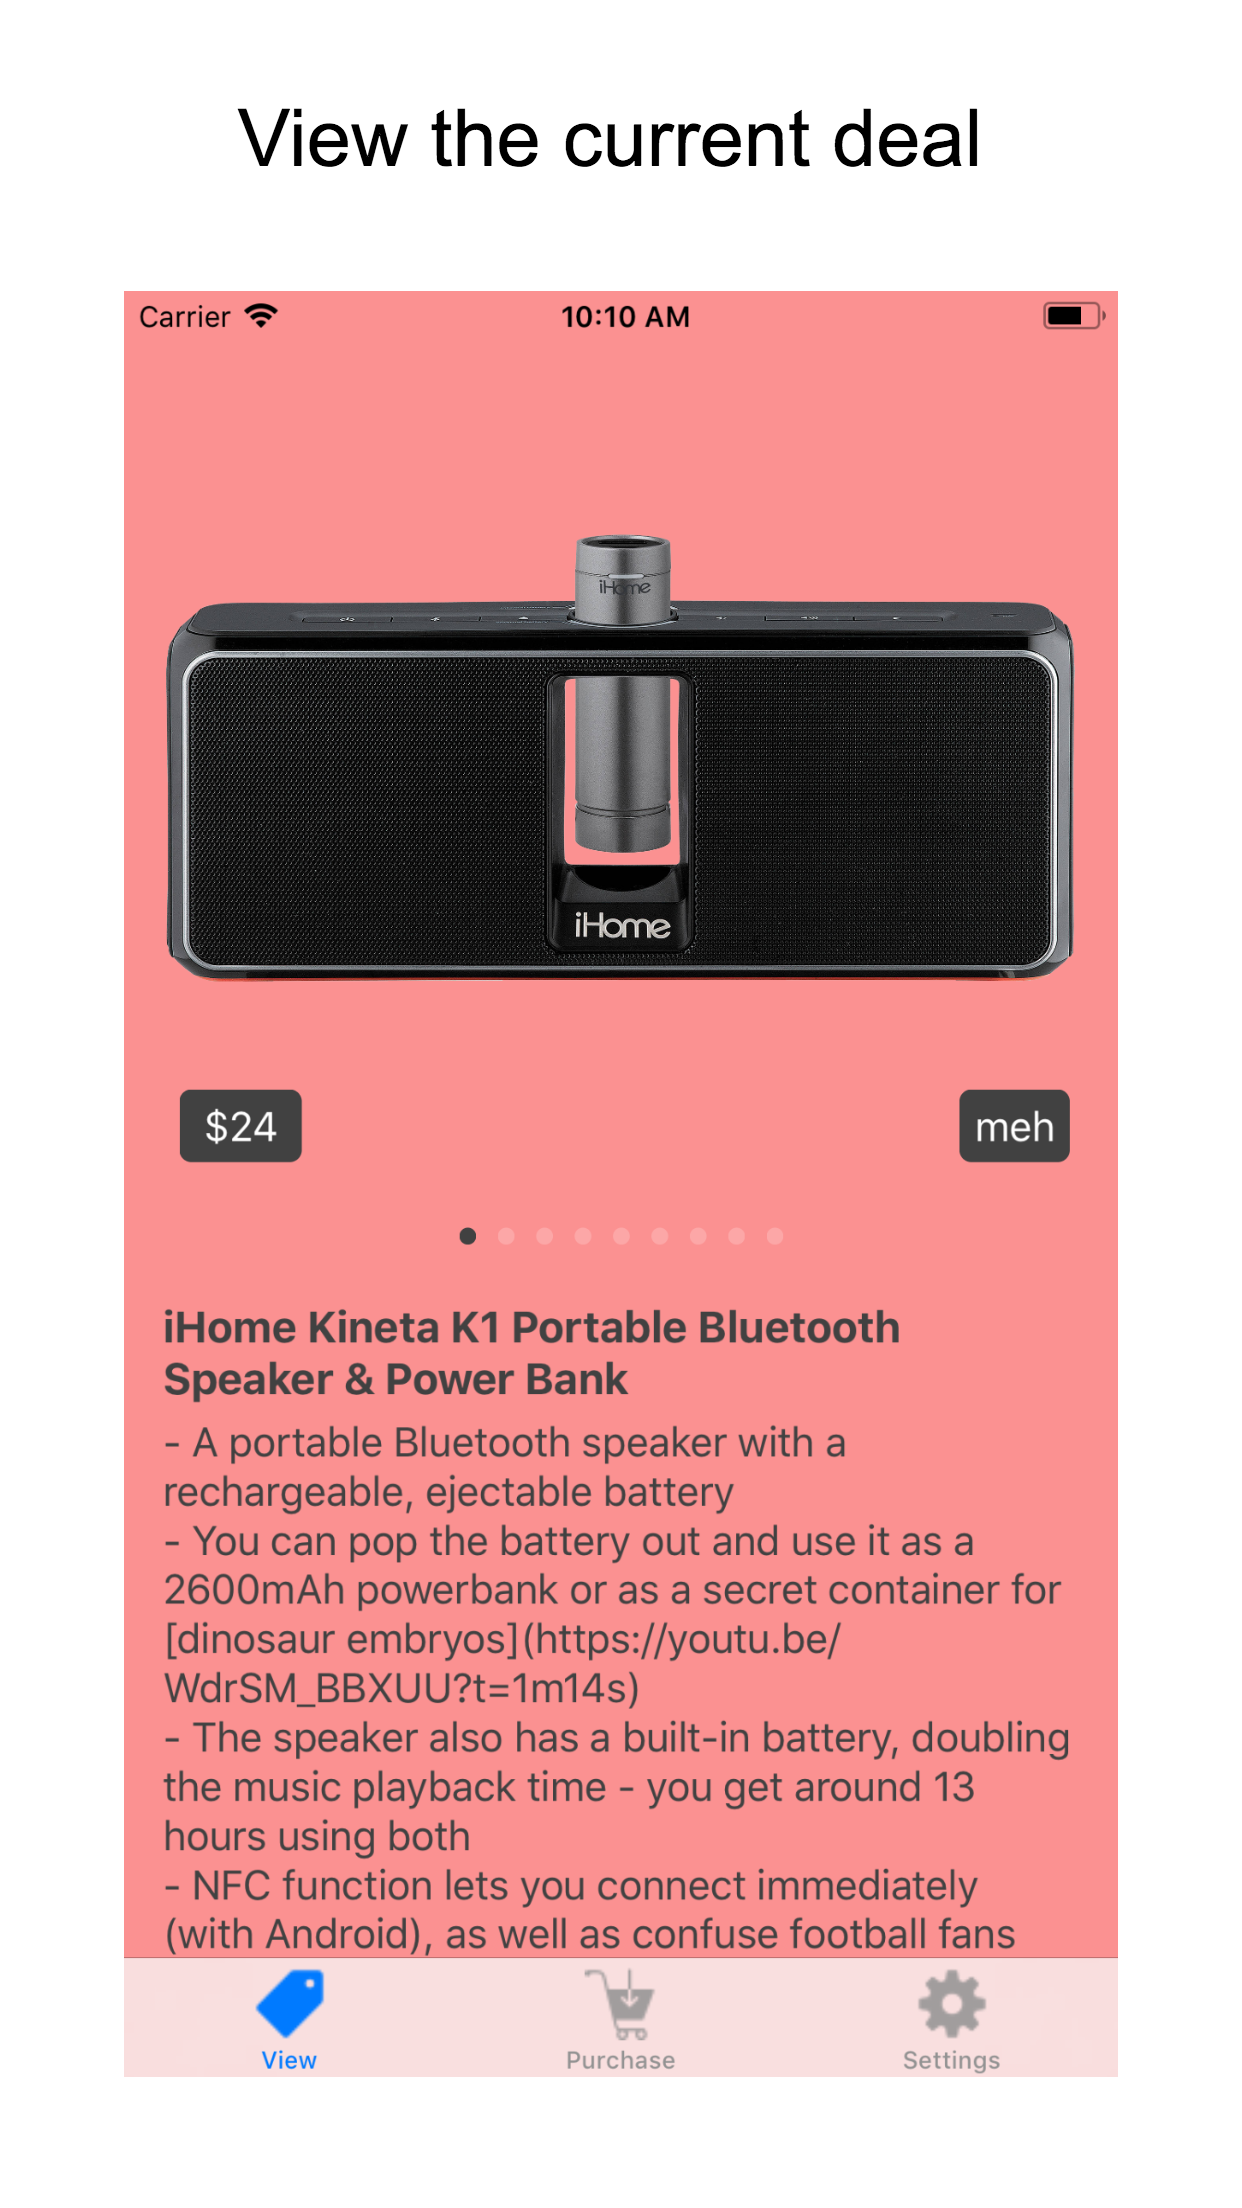 View the current deal
Carrier
10:10 AM
iHome
iHome
$24
meh
iHome Kineta K1 Portable Bluetooth
Speaker & Power Bank
- A portable Bluetooth speaker with a
rechargeable, ejectable battery
- You can pop the battery out and use it as a
2600mAh powerbank or as a secret container for
[dinosaur embryos](https://youtu.be/
WdrSM_BBXUU?t=1m14s)
- The speaker also has a built-in battery, doubling
the music playback time - you get around 13
hours using both
- NFC function lets you connect immediately
(with Android), as well as confuse football fans
View
Purchase
Settings